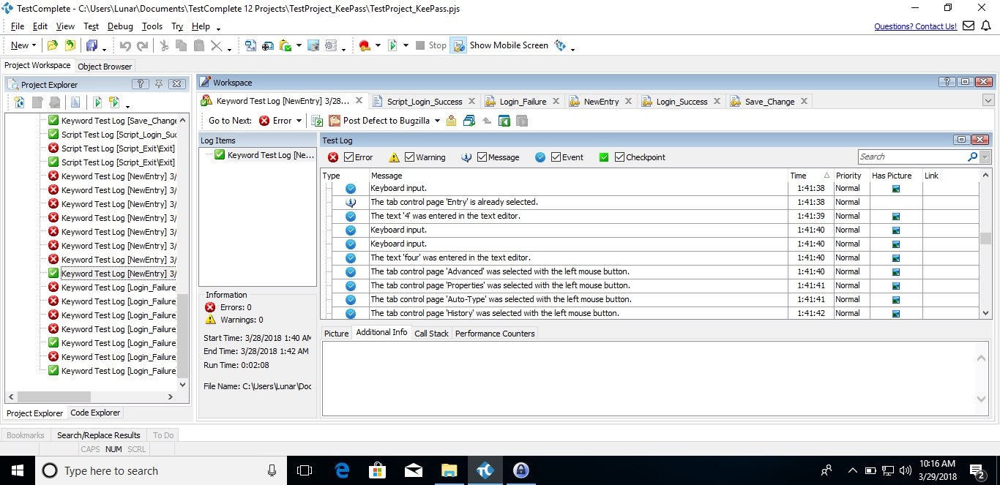 TestComplete - C:\Users\Lunar\Documents\TestComplete 12 Projects\TestProject_KeePass\TestProject_KeePass.pjs
File Edit View Test Debug Tools Try Help
Questions? Contact Us!
New Stop Show Mobile Screen
Project Workspace Object Browser
Project Explorer
Keyword Test Log [Save_Change
Script Test Log [Script_Login_Suc
Script Test Log [Script_Exit\Exit]
Script Test Log [Script_Exit\Exit]
Keyword Test Log [NewEntry] 3/
Keyword Test Log [NewEntry] 3/
Keyword Test Log [NewEntry] 3/
Keyword Test Log [NewEntry] 3/
Keyword Test Log [NewEntry] 3/
Keyword Test Log [NewEntry] 3/
Keyword Test Log [NewEntry] 3/
Keyword Test Log [NewEntry] 3/
Keyword Test Log [Login_Failure
Keyword Test Log [Login_Failure
Keyword Test Log [Login_Failure
Keyword Test Log [Login_Failure
Keyword Test Log [Login_Failure
Keyword Test Log [Login_Failure
Keyword Test Log [Login_Failure
Project Explorer Code Explorer
Workspace
Keyword Test Log [NewEntry] 3/28... Script_Login_Success Login_Failure NewEntry Login_Success Save_Change
Go to Next: Error Post Defect to Bugzilla
Log Items
Keyword Test Log [Ne...
Information
Errors: 0
Warnings: 0
Start Time: 3/28/2018 1:40 AM
End Time: 3/28/2018 1:42 AM
Run Time: 0:02:08
File Name: C:\Users\Lunar\Doc
Test Log
Error Warning Message Event Checkpoint Search
Type Message Time Priority Has Picture Link
Keyboard input. 1:41:38 Normal
The tab control page 'Entry' is already selected. 1:41:38 Normal
The text '4' was entered in the text editor. 1:41:39 Normal
Keyboard input. 1:41:40 Normal
Keyboard input. 1:41:40 Normal
The text 'four' was entered in the text editor. 1:41:40 Normal
The tab control page 'Advanced' was selected with the left mouse button. 1:41:40 Normal
The tab control page 'Properties' was selected with the left mouse button. 1:41:41 Normal
The tab control page 'Auto-Type' was selected with the left mouse button. 1:41:41 Normal
The tab control page 'History' was selected with the left mouse button. 1:41:42 Normal
Picture Additional Info Call Stack Performance Counters
Bookmarks Search/Replace Results To Do
CAPS NUM SCRL
Type here to search
10:16 AM
3/29/2018
2